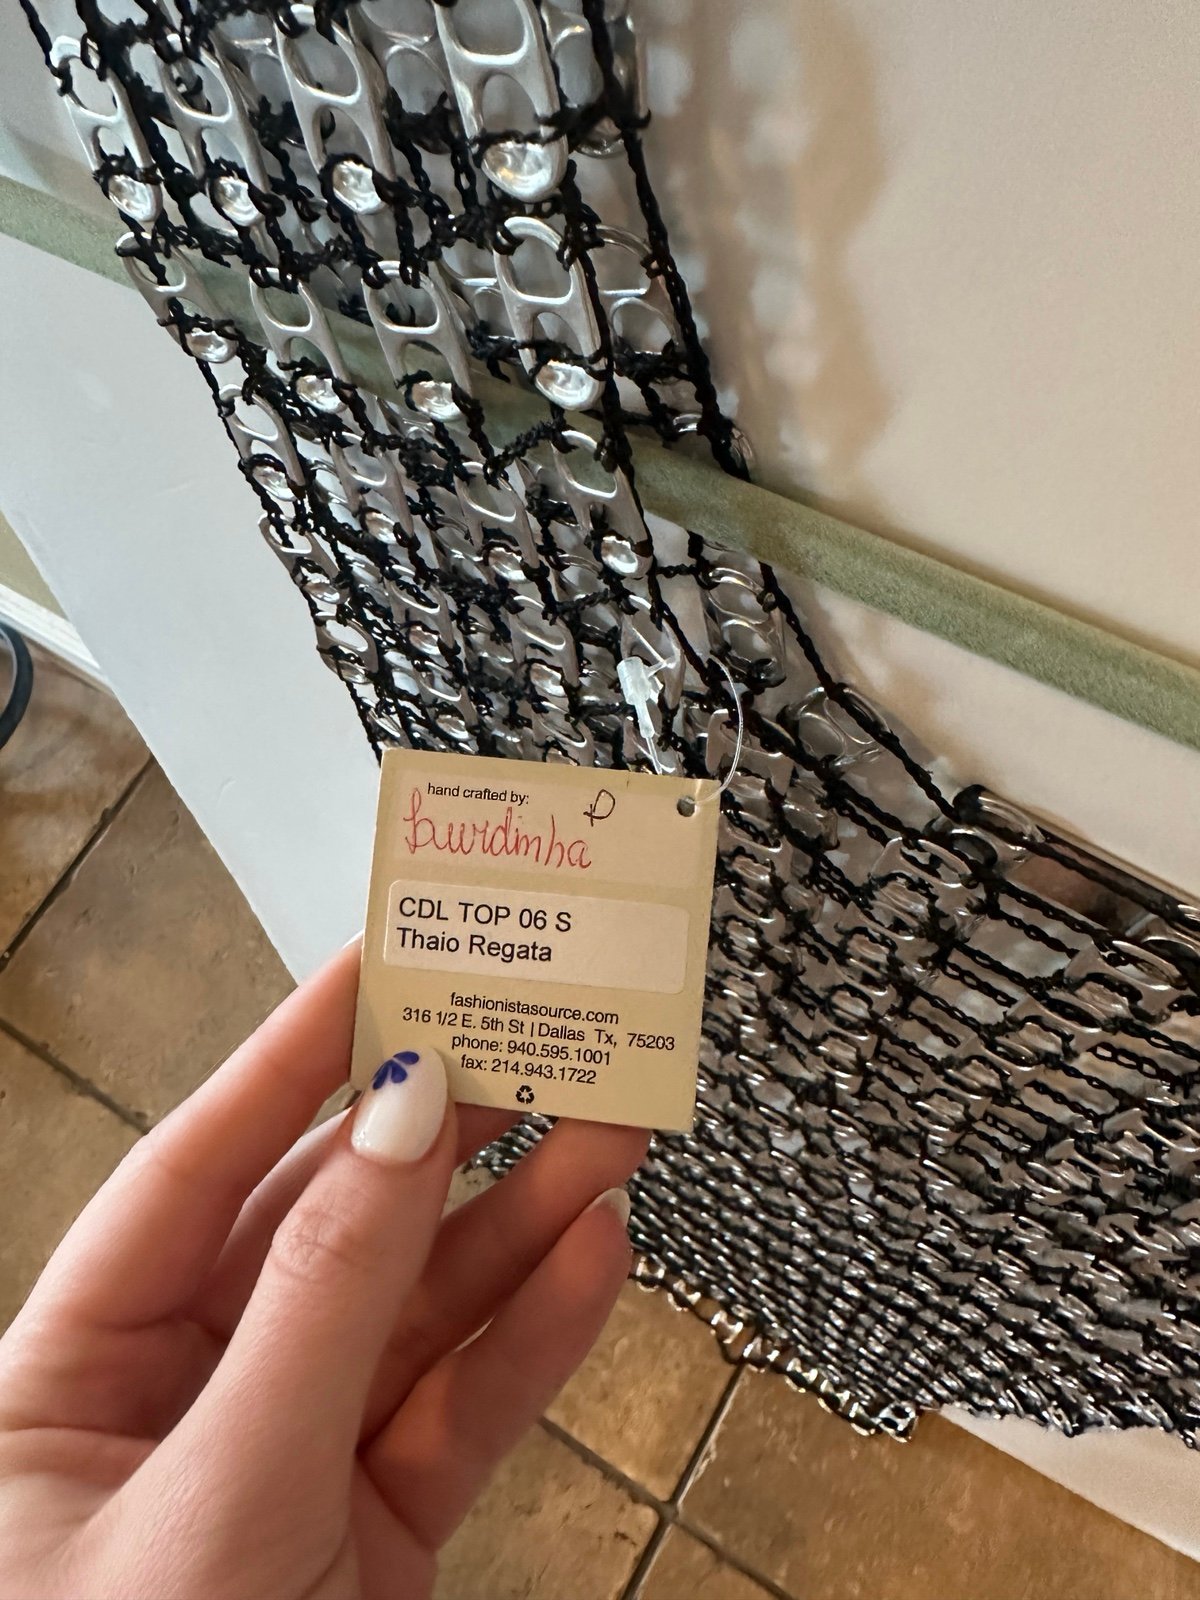 hand crafted by:
Lourdinha
CDL TOP 06 S
Thaio Regata
fashionistasource.com
316 1/2 E. 5th St | Dallas Tx, 75203
phone: 940.595.1001
fax: 214.943.1722